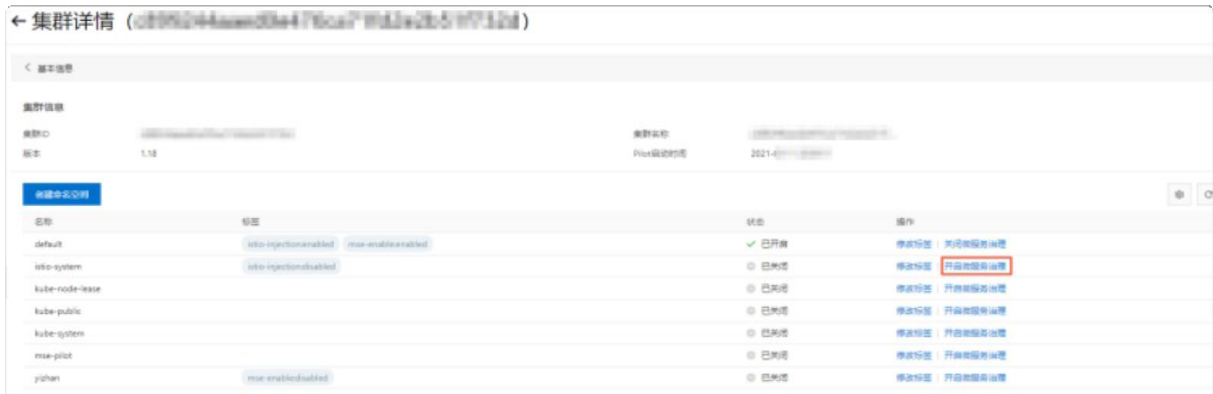 ← 集群详情 ( )
< 基本信息
集群信息
集群ID 集群名称
版本 1.18 Pilot启动时间 2021-
创建命名空间
名称 标签 状态 操作
default istio-injection:enabled mse-enable:enabled 已开启 修改标签 | 关闭微服务治理
istio-system istio-injection:disabled 已关闭 修改标签 | 开启微服务治理
kube-node-lease 已关闭 修改标签 | 开启微服务治理
kube-public 已关闭 修改标签 | 开启微服务治理
kube-system 已关闭 修改标签 | 开启微服务治理
mse-pilot 已关闭 修改标签 | 开启微服务治理
yizhan mse-enable:disabled 已关闭 修改标签 | 开启微服务治理